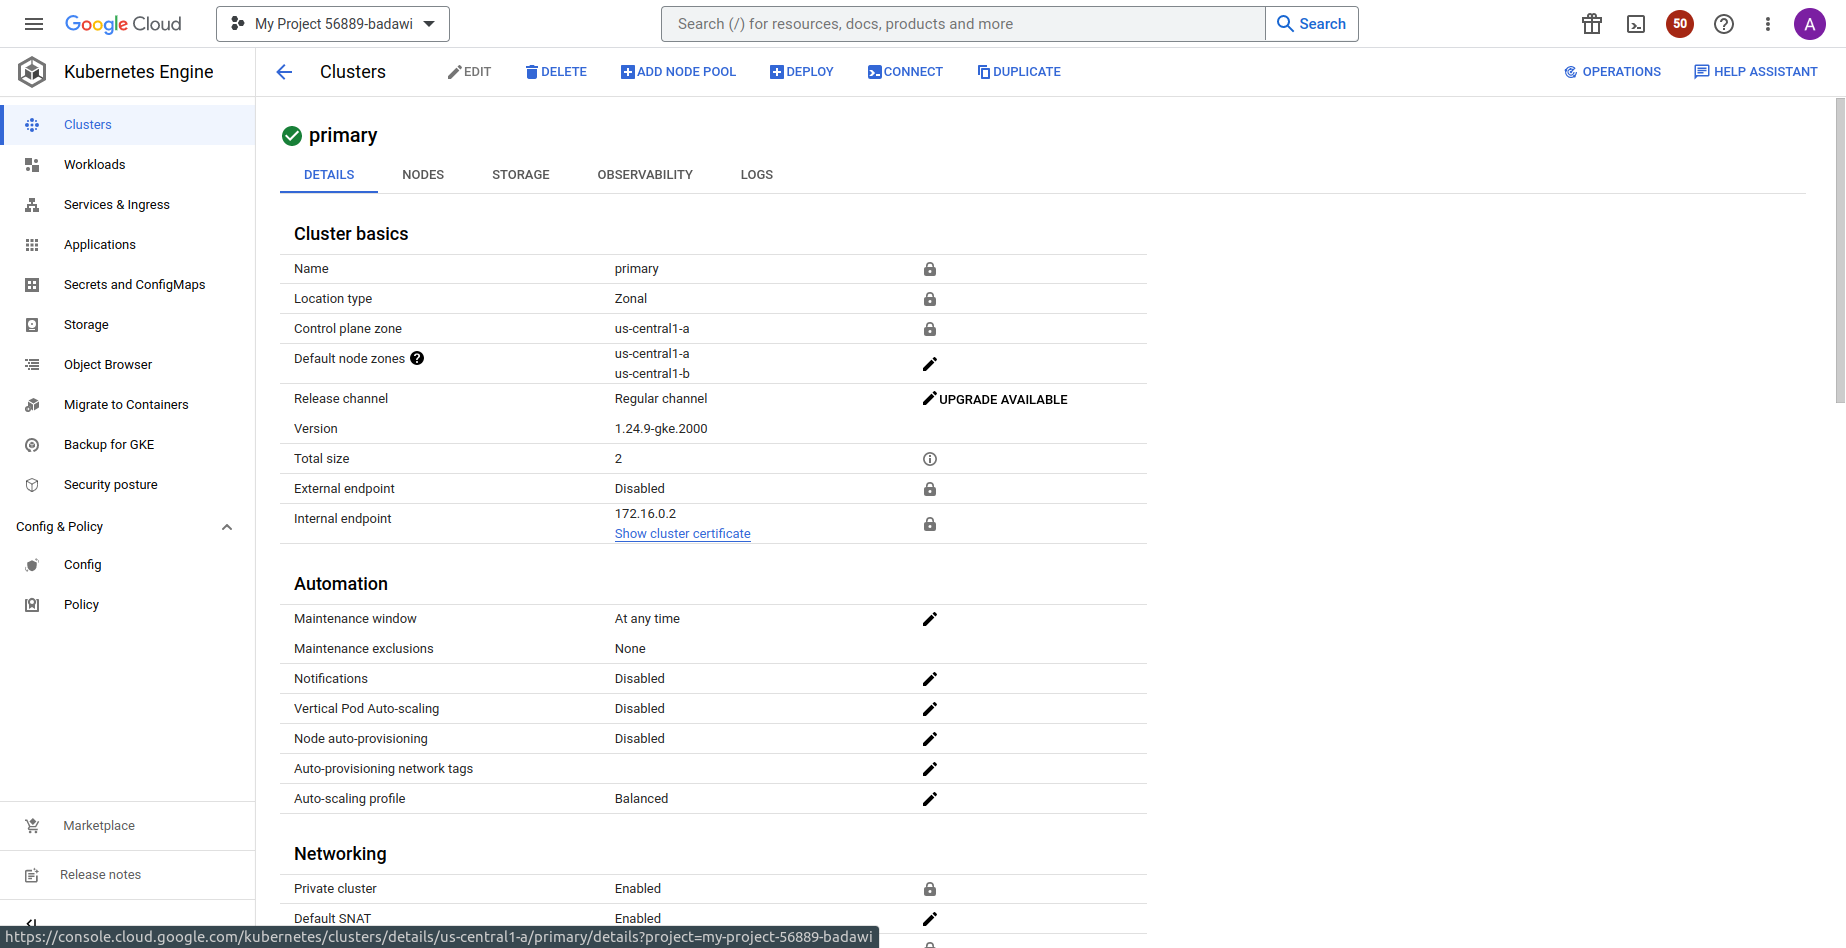 Google Cloud
My Project 56889-badawi
Search (/) for resources, docs, products and more
Search
50
A
Kubernetes Engine
Clusters
EDIT
DELETE
ADD NODE POOL
DEPLOY
CONNECT
DUPLICATE
OPERATIONS
HELP ASSISTANT
Clusters
Workloads
Services & Ingress
Applications
Secrets and ConfigMaps
Storage
Object Browser
Migrate to Containers
Backup for GKE
Security posture
Config & Policy
Config
Policy
Marketplace
Release notes
primary
DETAILS
NODES
STORAGE
OBSERVABILITY
LOGS
Cluster basics
Name primary
Location type Zonal
Control plane zone us-central1-a
Default node zones us-central1-a
us-central1-b
Release channel Regular channel UPGRADE AVAILABLE
Version 1.24.9-gke.2000
Total size 2
External endpoint Disabled
Internal endpoint 172.16.0.2
Show cluster certificate
Automation
Maintenance window At any time
Maintenance exclusions None
Notifications Disabled
Vertical Pod Auto-scaling Disabled
Node auto-provisioning Disabled
Auto-provisioning network tags
Auto-scaling profile Balanced
Networking
Private cluster Enabled
Default SNAT Enabled
https://console.cloud.google.com/kubernetes/clusters/details/us-central1-a/primary/details?project=my-project-56889-badawi